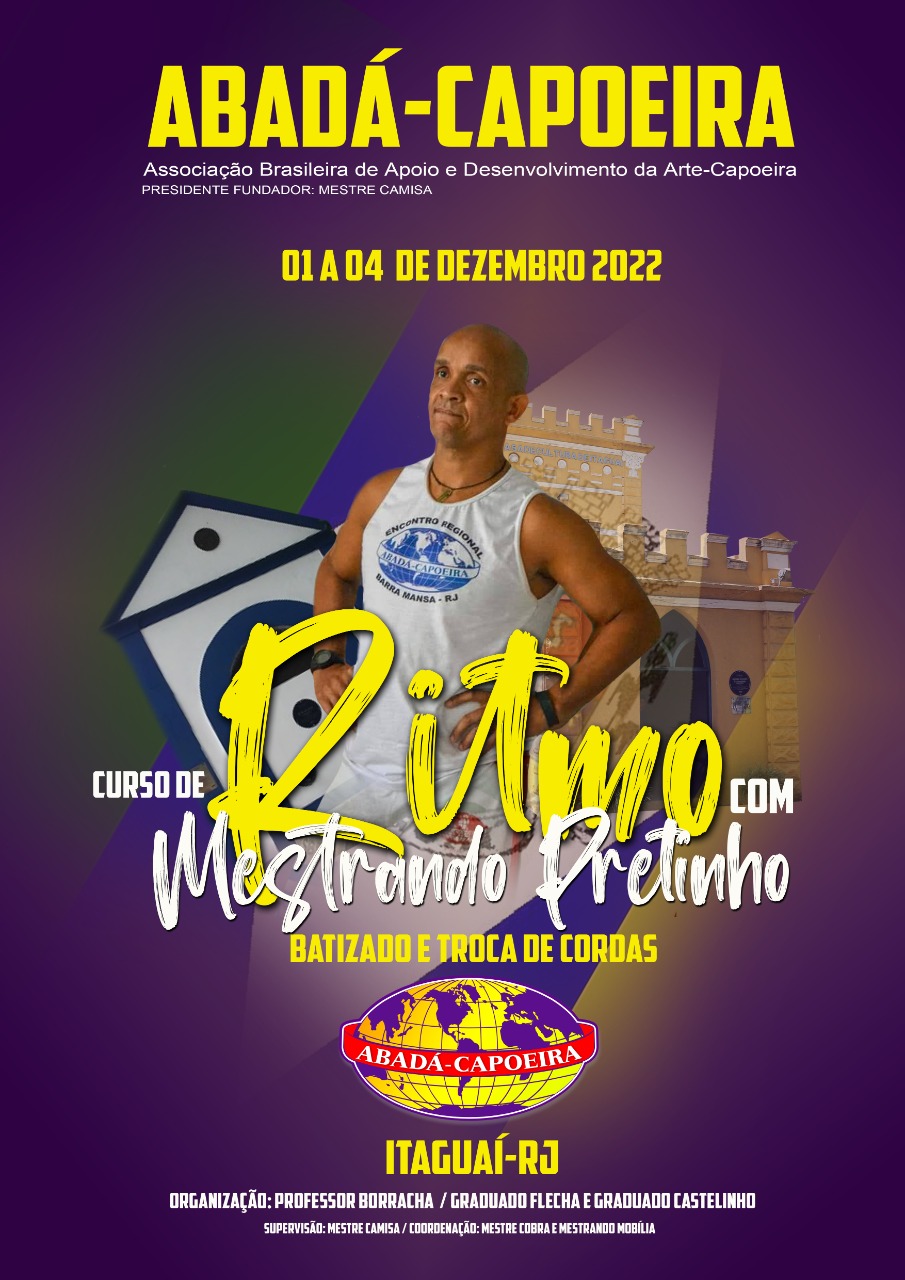 ABADÁ-CAPOEIRA
Associação Brasileira de Apoio e Desenvolvimento da Arte-Capoeira
PRESIDENTE FUNDADOR: MESTRE CAMISA
01 A 04 DE DEZEMBRO 2022
ENCONTRO REGIONAL
ABADÁ-CAPOEIRA
BARRA MANSA - RJ
CURSO DE Ritmo COM
Mestrando Pretinho
BATIZADO E TROCA DE CORDAS
ABADÁ-CAPOEIRA
ITAGUAÍ-RJ
ORGANIZAÇÃO: PROFESSOR BORRACHA / GRADUADO FLECHA E GRADUADO CASTELINHO
SUPERVISÃO: MESTRE CAMISA / COORDENAÇÃO: MESTRE COBRA E MESTRANDO MOBÍLIA